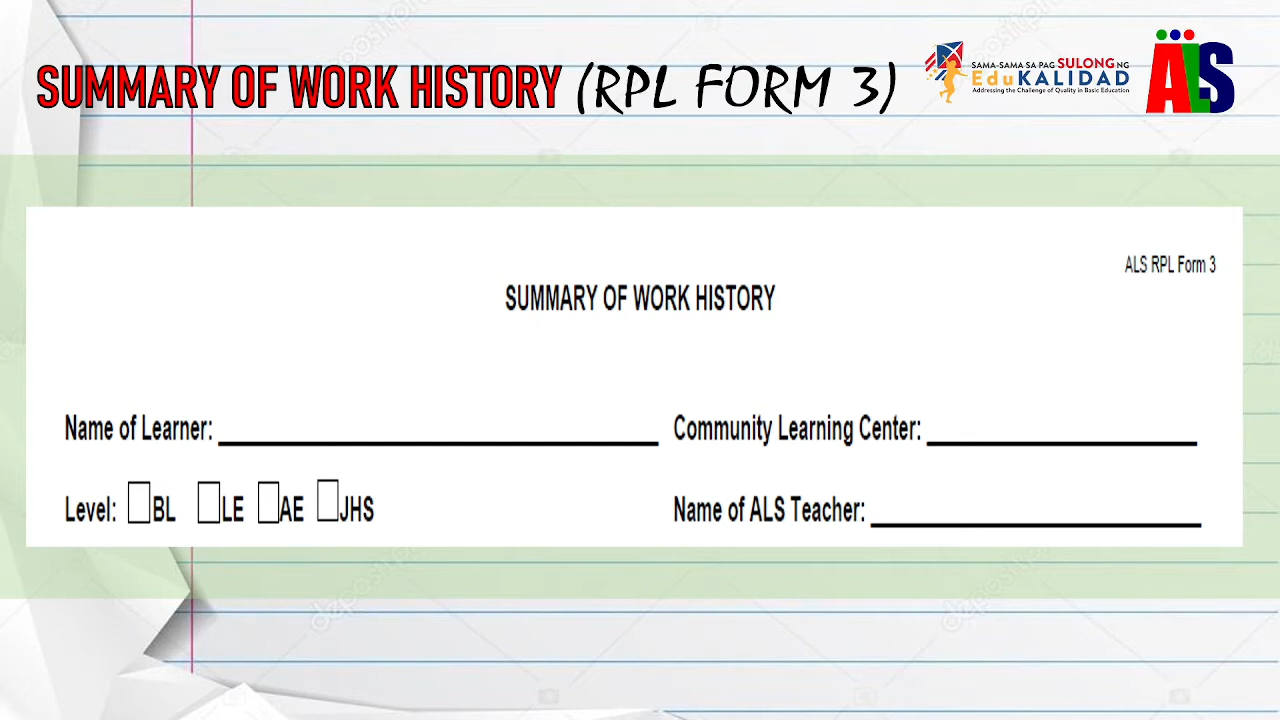 SUMMARY OF WORK HISTORY (RPL FORM 3)
SAMA-SAMA SA PAG SULONG NG
EduKALIDAD
Addressing the Challenge of Quality in Basic Education
ALS
ALS RPL Form 3
SUMMARY OF WORK HISTORY
Name of Learner: Community Learning Center:
Level: BL LE AE JHS Name of ALS Teacher:
depositphotos